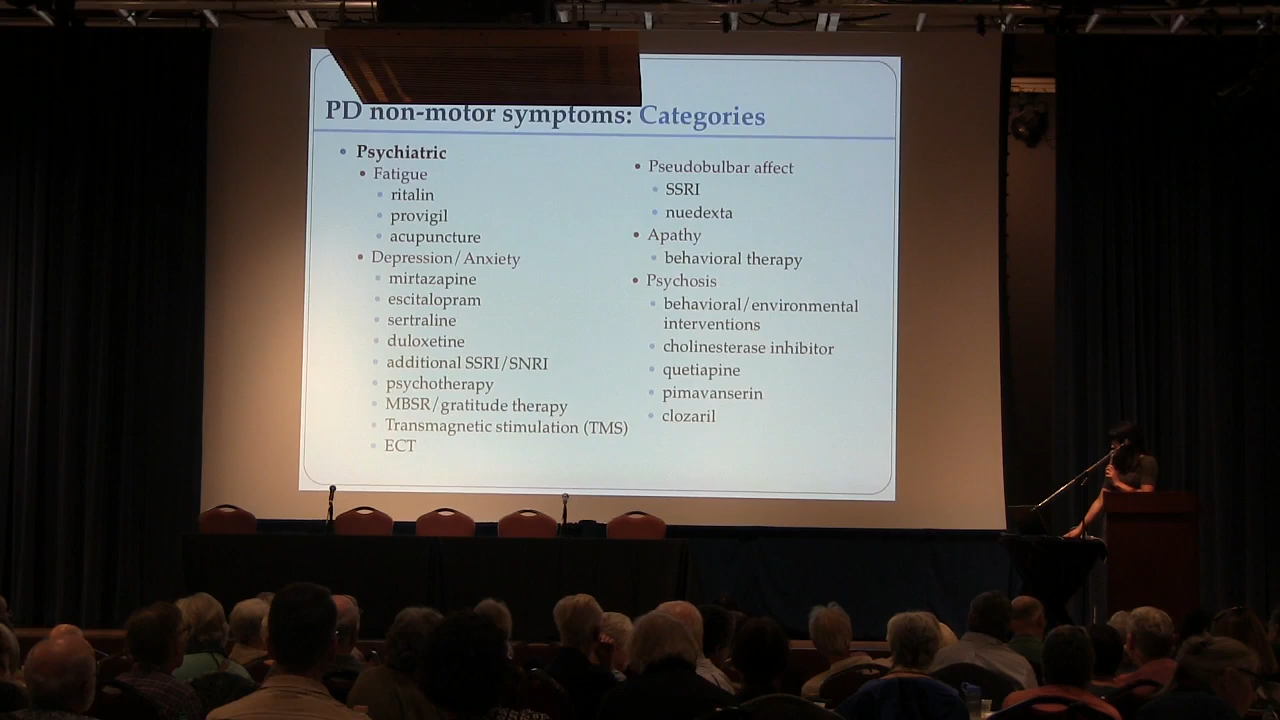 PD non-motor symptoms: Categories
Psychiatric
Fatigue
ritalin
provigil
acupuncture
Depression/Anxiety
mirtazapine
escitalopram
sertraline
duloxetine
additional SSRI/SNRI
psychotherapy
MBSR/gratitude therapy
Transmagnetic stimulation (TMS)
ECT
Pseudobulbar affect
SSRI
nuedexta
Apathy
behavioral therapy
Psychosis
behavioral/environmental
interventions
cholinesterase inhibitor
quetiapine
pimavanserin
clozaril